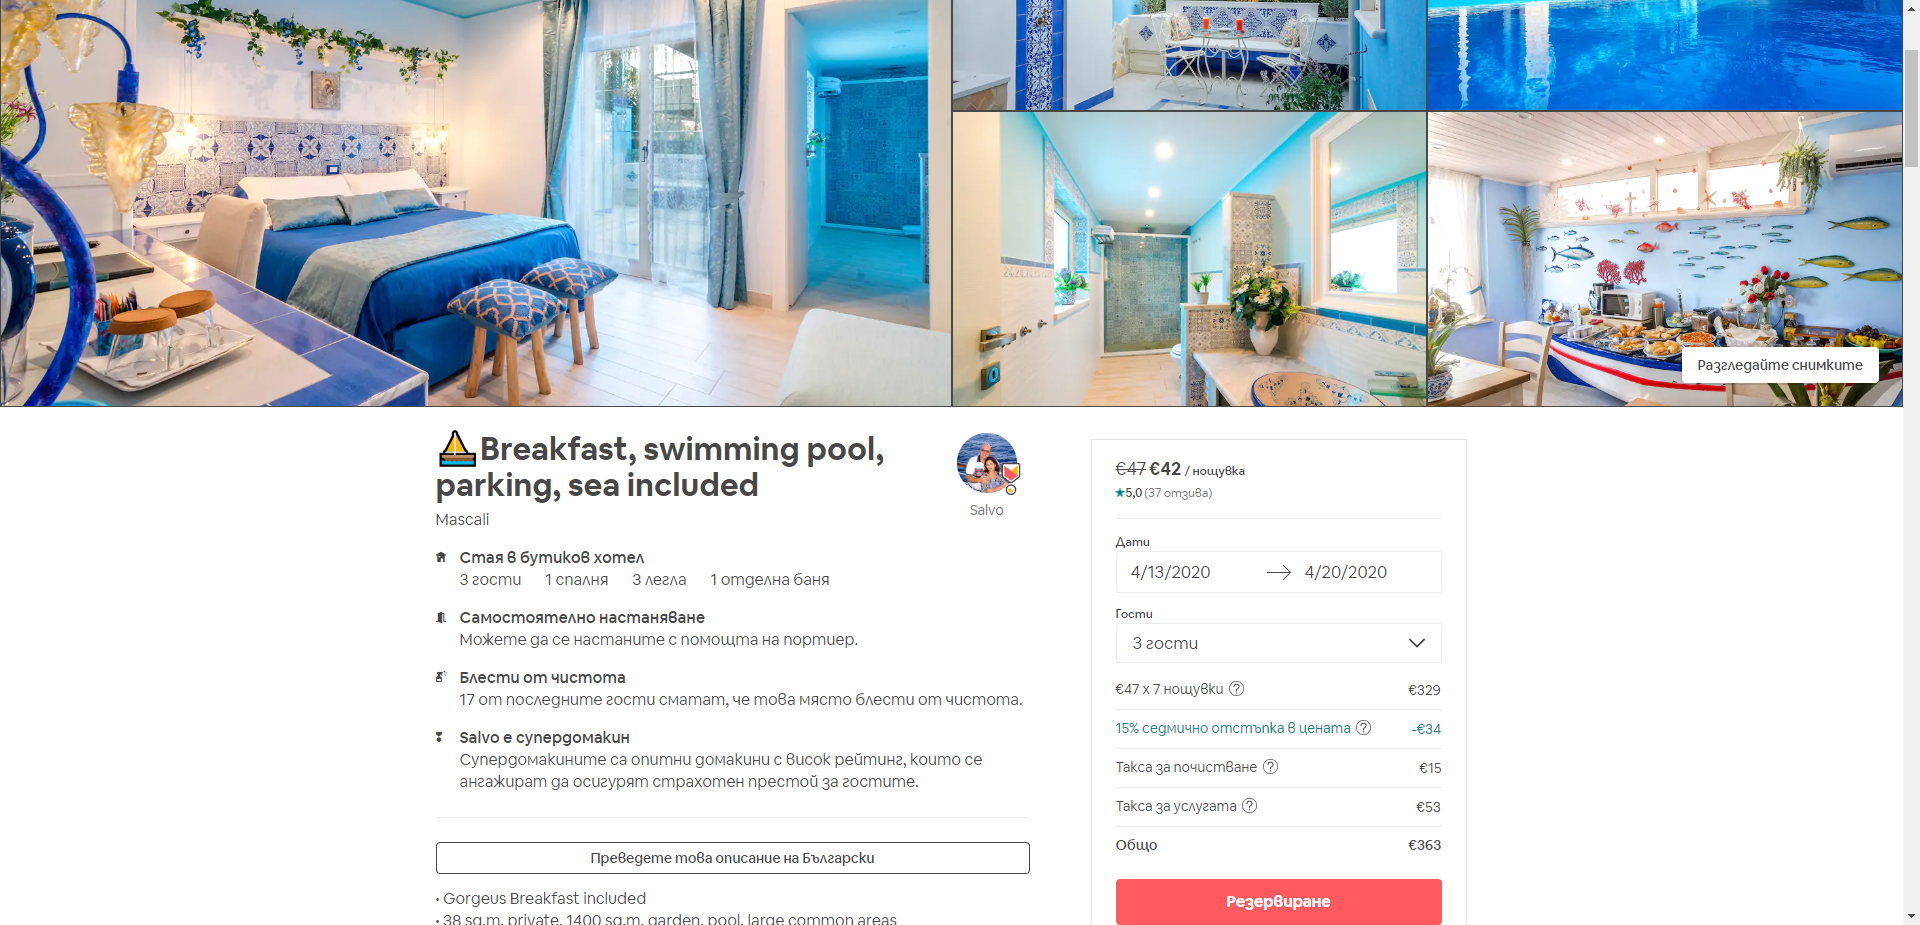 Разгледайте снимките
Breakfast, swimming pool,
parking, sea included
Mascali
Salvo
Стая в бутиков хотел
3 гости 1 спалня 3 легла 1 отделна баня
Самостоятелно настаняване
Можете да се настаните с помощта на портиер.
Блести от чистота
17 от последните гости сматат, че това място блести от чистота.
Salvo е супердомакин
Супердомакините са опитни домакини с висок рейтинг, които се
ангажират да осигурят страхотен престой за гостите.
Преведете това описание на Български
• Gorgeus Breakfast included
• 38 sq.m. private, 1400 sq.m. garden, pool, large common areas
€47 €42 / нощувка
★5,0 (37 отзива)
Дати
4/13/2020 → 4/20/2020
Гости
3 гости
€47 x 7 нощувки ? €329
15% седмично отстъпка в цената ? -€34
Такса за почистване ? €15
Такса за услугата ? €53
Общо €363
Резервиране